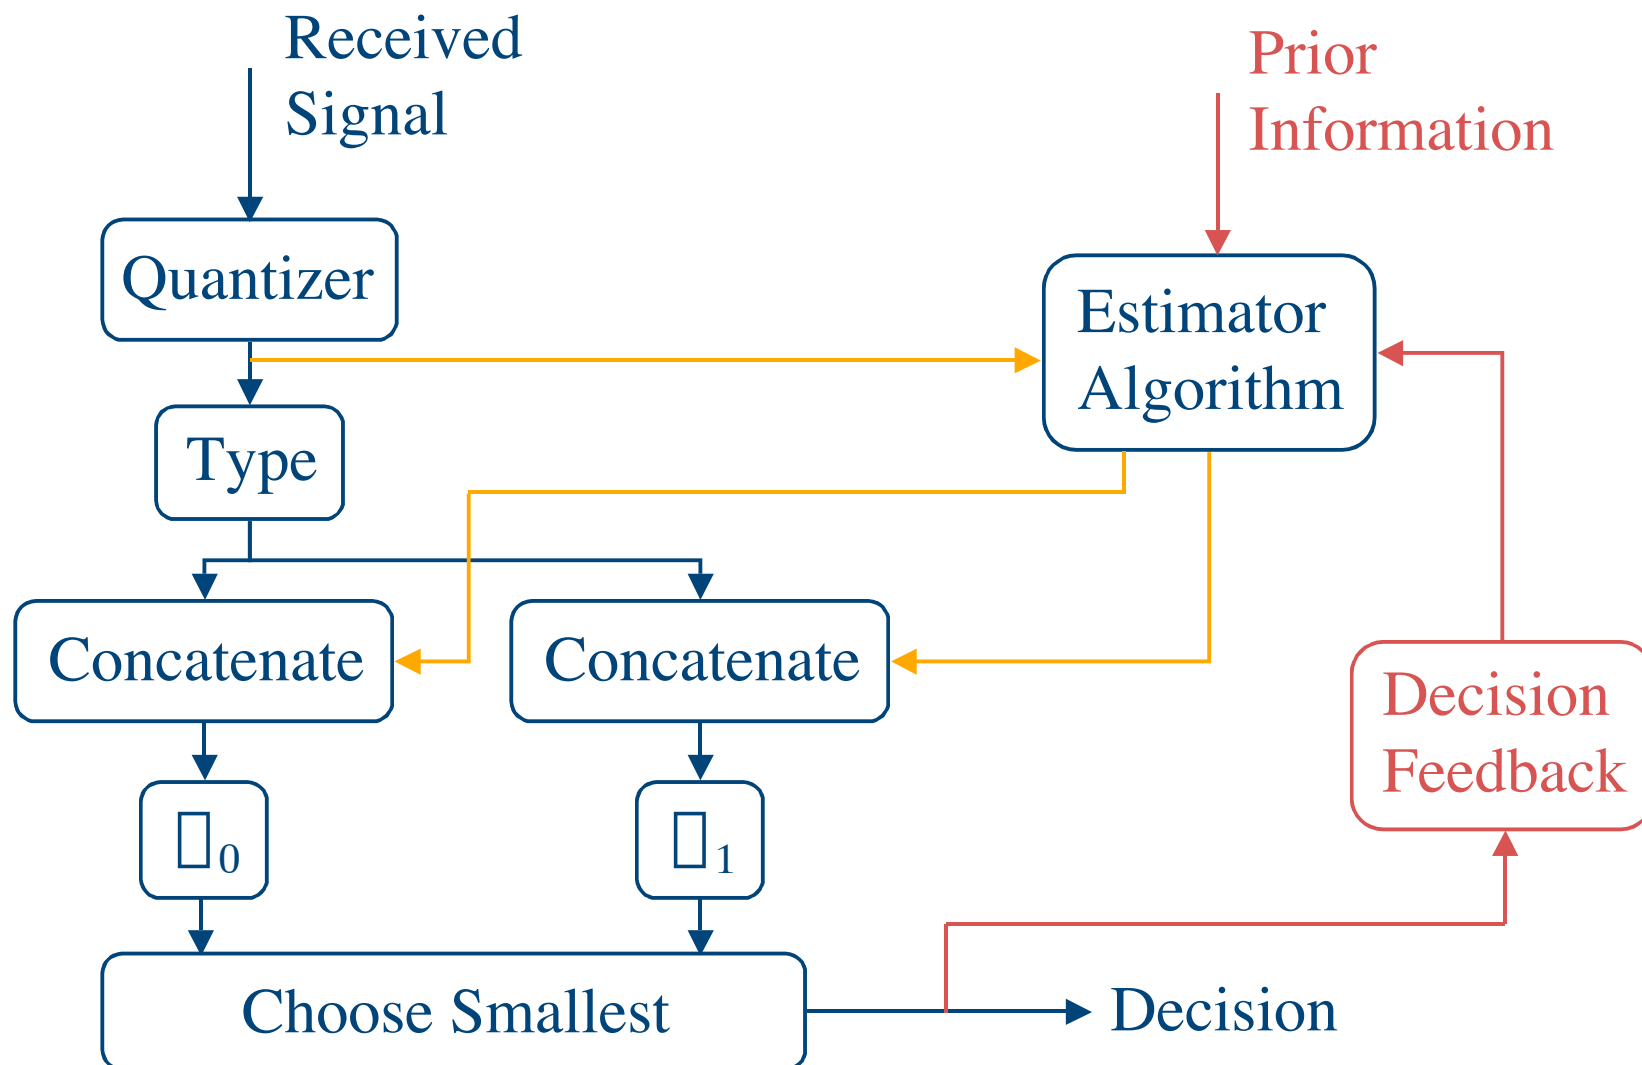 Received
Signal
Prior
Information
Quantizer
Estimator
Algorithm
Type
Concatenate
Concatenate
Decision
Feedback
□0
□1
Choose Smallest
Decision